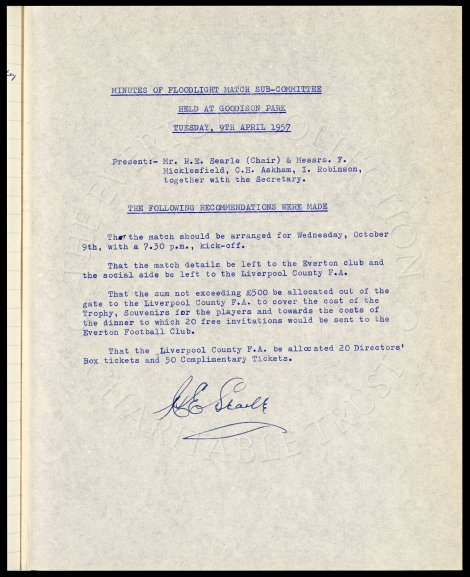 MINUTES OF FLOODLIGHT MATCH SUB-COMMITTEE
HELD AT GOODISON PARK
TUESDAY, 9TH APRIL 1957
Present:- Mr. R.E. Searle (Chair) & Messrs. F.
Micklesfield, C.H. Askham, I. Robinson,
together with the Secretary.
THE FOLLOWING RECOMMENDATIONS WERE MADE
That the match should be arranged for Wednesday, October
9th, with a 7.30 p.m., kick-off.
That the match details be left to the Everton club and
the social side be left to the Liverpool County F.A.
That the sum not exceeding £500 be allocated out of the
gate to the Liverpool County F.A. to cover the cost of the
Trophy, Souvenirs for the players and towards the costs of
the dinner to which 20 free invitations would be sent to the
Everton Football Club.
That the Liverpool County F.A. be allocated 20 Directors'
Box tickets and 50 Complimentary Tickets.
R E Searle